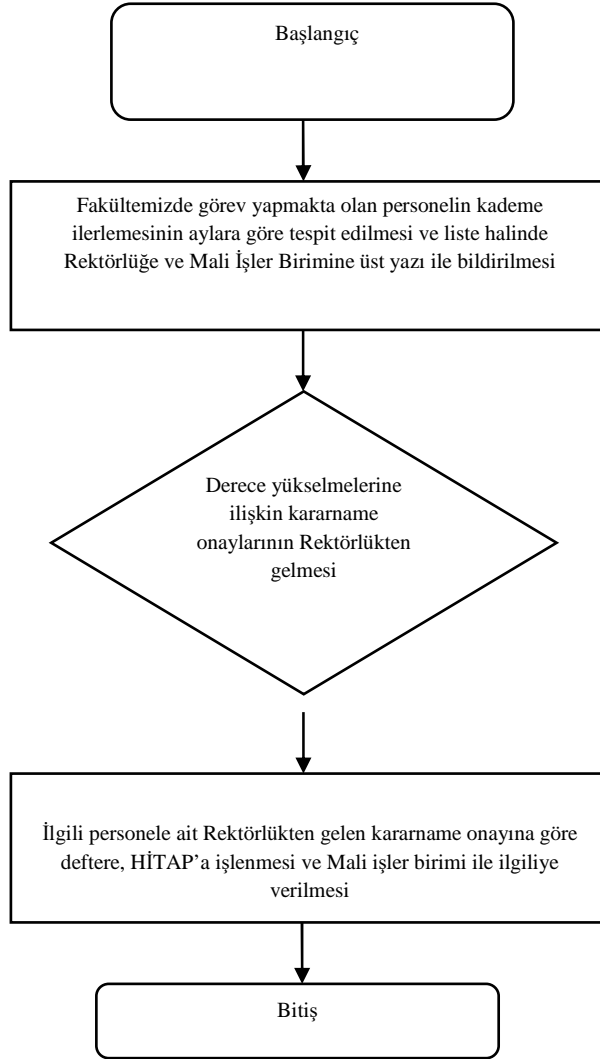 Başlangıç
Fakültemizde görev yapmakta olan personelin kademe
ilerlemesinin aylara göre tespit edilmesi ve liste halinde
Rektörlüğe ve Mali İşler Birimine üst yazı ile bildirilmesi
Derece yükselmelerine
ilişkin kararname
onaylarının Rektörlükten
gelmesi
İlgili personele ait Rektörlükten gelen kararname onayına göre
deftere, HİTAP’a işlenmesi ve Mali işler birimi ile ilgiliye
verilmesi
Bitiş